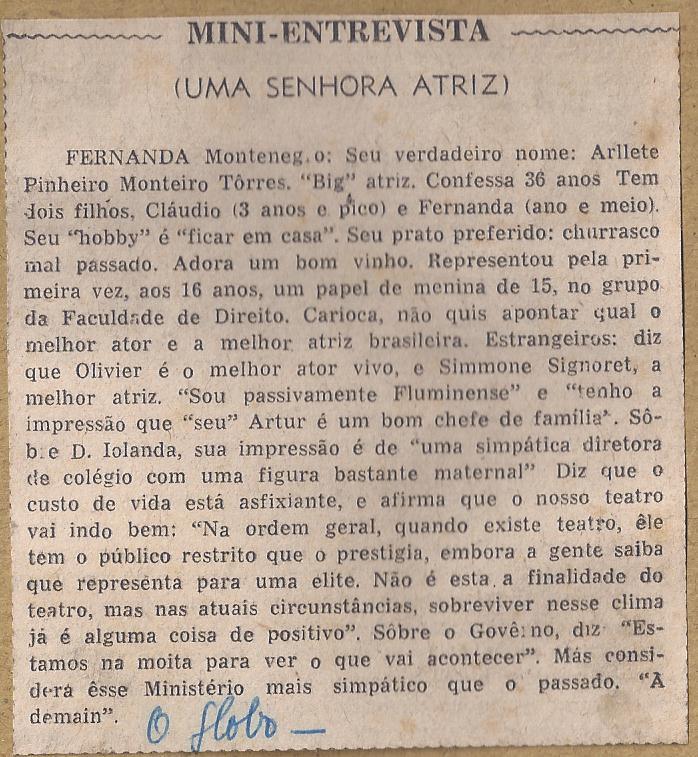 MINI-ENTREVISTA
(UMA SENHORA ATRIZ)
FERNANDA Monteneg.o: Seu verdadeiro nome: Arllete
Pinheiro Monteiro Tôrres. "Big" atriz. Confessa 36 anos Tem
dois filhos, Cláudio (3 anos e pico) e Fernanda (ano e meio).
Seu "hobby" é "ficar em casa". Seu prato preferido: churrasco
mal passado. Adora um bom vinho. Representou pela pri-
meira vez, aos 16 anos, um papel de menina de 15, no grupo
da Faculdade de Direito. Carioca, não quis apontar qual o
melhor ator e a melhor atriz brasileira. Estrangeiros: diz
que Olivier é o melhor ator vivo, e Simmone Signoret, a
melhor atriz. "Sou passivamente Fluminense" e "tenho a
impressão que "seu" Artur é um bom chefe de família". Sô-
b:e D. Iolanda, sua impressão é de "uma simpática diretora
de colégio com uma figura bastante maternal" Diz que o
custo de vida está asfixiante, e afirma que o nosso teatro
vai indo bem: "Na ordem geral, quando existe teatro, êle
tem o público restrito que o prestigia, embora a gente saiba
que representa para uma elite. Não é esta a finalidade do
teatro, mas nas atuais circunstâncias, sobreviver nesse clima
já é alguma coisa de positivo". Sôbre o Govêrno, diz "Es-
tamos na moita para ver o que vai acontecer". Más consi-
dera êsse Ministério mais simpático que o passado. "A
demain".
O Globo —